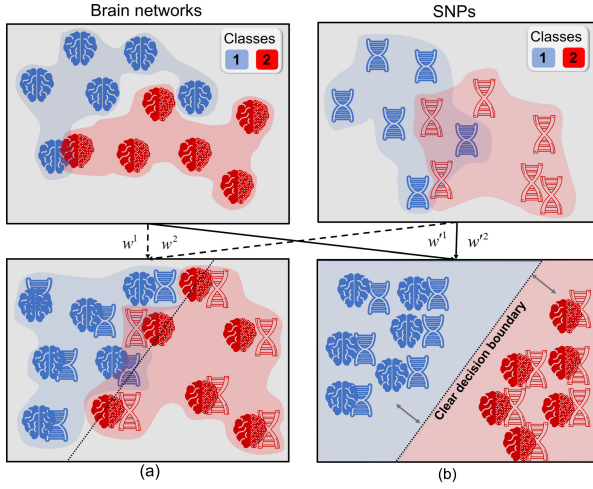 Brain networks
SNPs
Classes
1 2
Classes
1 2
w¹ w²
w′¹ w′²
Clear decision boundary
(a)
(b)